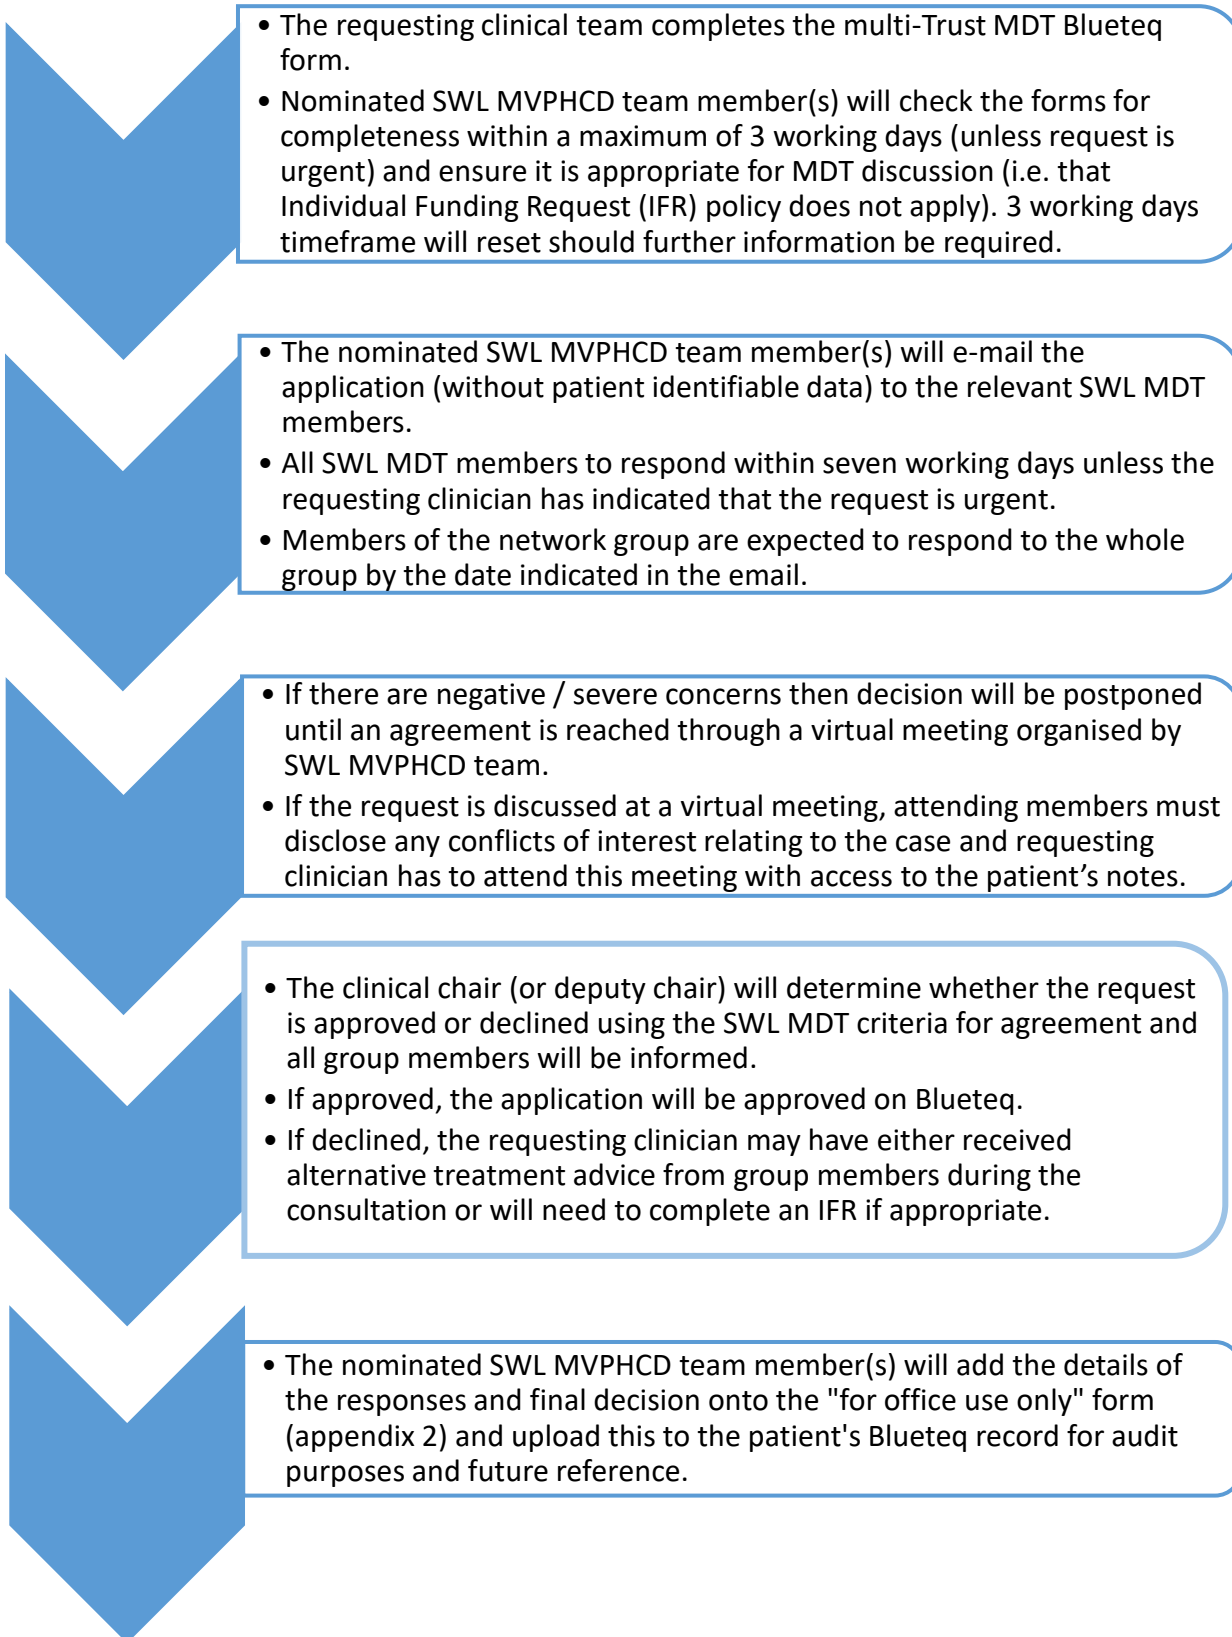 • The requesting clinical team completes the multi-Trust MDT Blueteq
form.
• Nominated SWL MVPHCD team member(s) will check the forms for
completeness within a maximum of 3 working days (unless request is
urgent) and ensure it is appropriate for MDT discussion (i.e. that
Individual Funding Request (IFR) policy does not apply). 3 working days
timeframe will reset should further information be required.
• The nominated SWL MVPHCD team member(s) will e-mail the
application (without patient identifiable data) to the relevant SWL MDT
members.
• All SWL MDT members to respond within seven working days unless the
requesting clinician has indicated that the request is urgent.
• Members of the network group are expected to respond to the whole
group by the date indicated in the email.
• If there are negative / severe concerns then decision will be postponed
until an agreement is reached through a virtual meeting organised by
SWL MVPHCD team.
• If the request is discussed at a virtual meeting, attending members must
disclose any conflicts of interest relating to the case and requesting
clinician has to attend this meeting with access to the patient’s notes.
• The clinical chair (or deputy chair) will determine whether the request
is approved or declined using the SWL MDT criteria for agreement and
all group members will be informed.
• If approved, the application will be approved on Blueteq.
• If declined, the requesting clinician may have either received
alternative treatment advice from group members during the
consultation or will need to complete an IFR if appropriate.
• The nominated SWL MVPHCD team member(s) will add the details of
the responses and final decision onto the "for office use only" form
(appendix 2) and upload this to the patient's Blueteq record for audit
purposes and future reference.